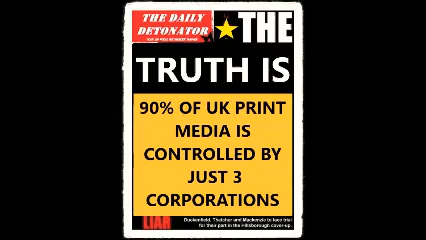 THE DAILY
DETONATOR
THE
TRUTH IS
90% OF UK PRINT
MEDIA IS
CONTROLLED BY
JUST 3
CORPORATIONS
LIAR
Duckenfield, Thatcher and Mackenzie to face trial
for their part in the Hillsborough cover-up.